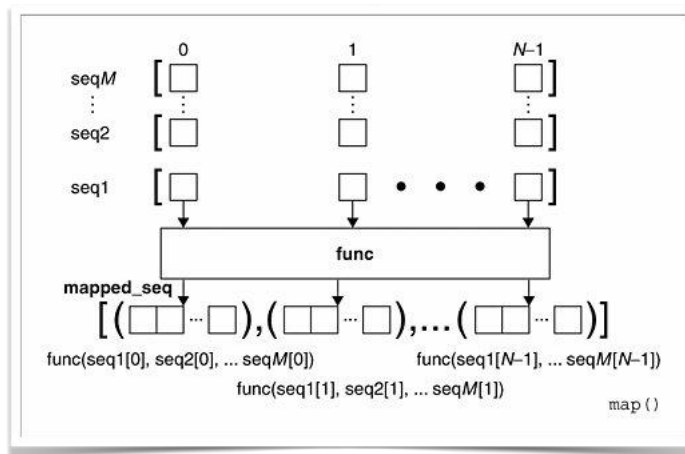 0 1 N–1
seqM [ ]
seq2 [ ]
seq1 [ ]
func
mapped_seq
[( ... ),( ... ),...( ... )]
func(seq1[0], seq2[0], ... seqM[0])
func(seq1[N–1], ... seqM[N–1])
func(seq1[1], seq2[1], ... seqM[1])
map()